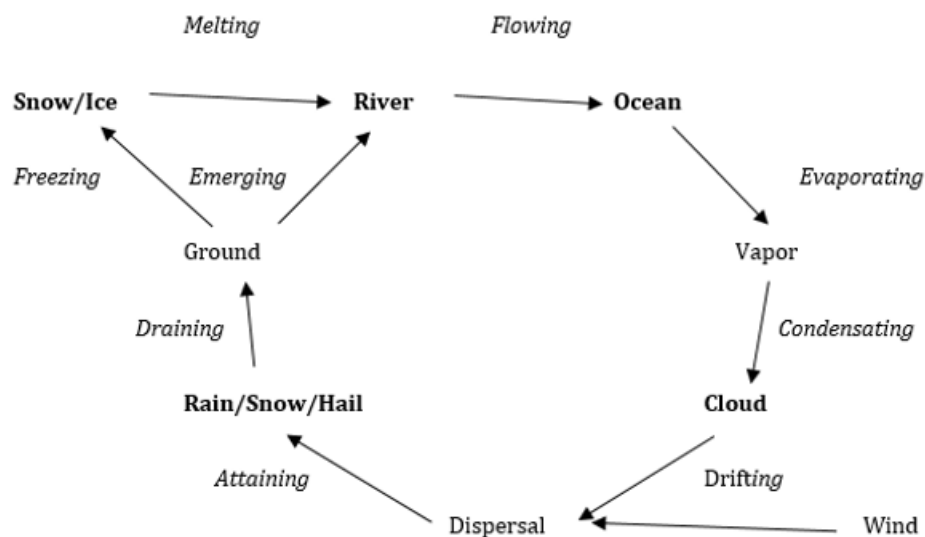 Melting Flowing
Snow/Ice River Ocean
Freezing Emerging Evaporating
Ground Vapor
Draining Condensating
Rain/Snow/Hail Cloud
Attaining Drifting
Dispersal Wind